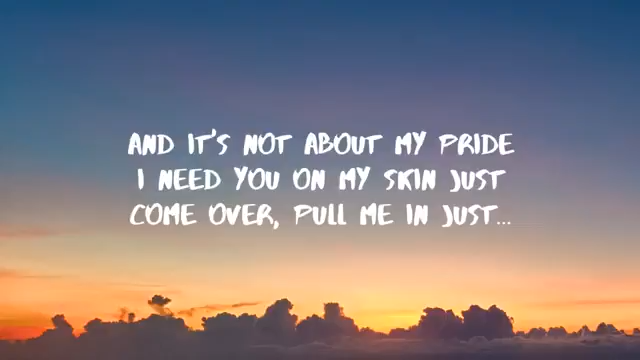 AND IT'S NOT ABOUT MY PRIDE
I NEED YOU ON MY SKIN JUST
COME OVER, PULL ME IN JUST...